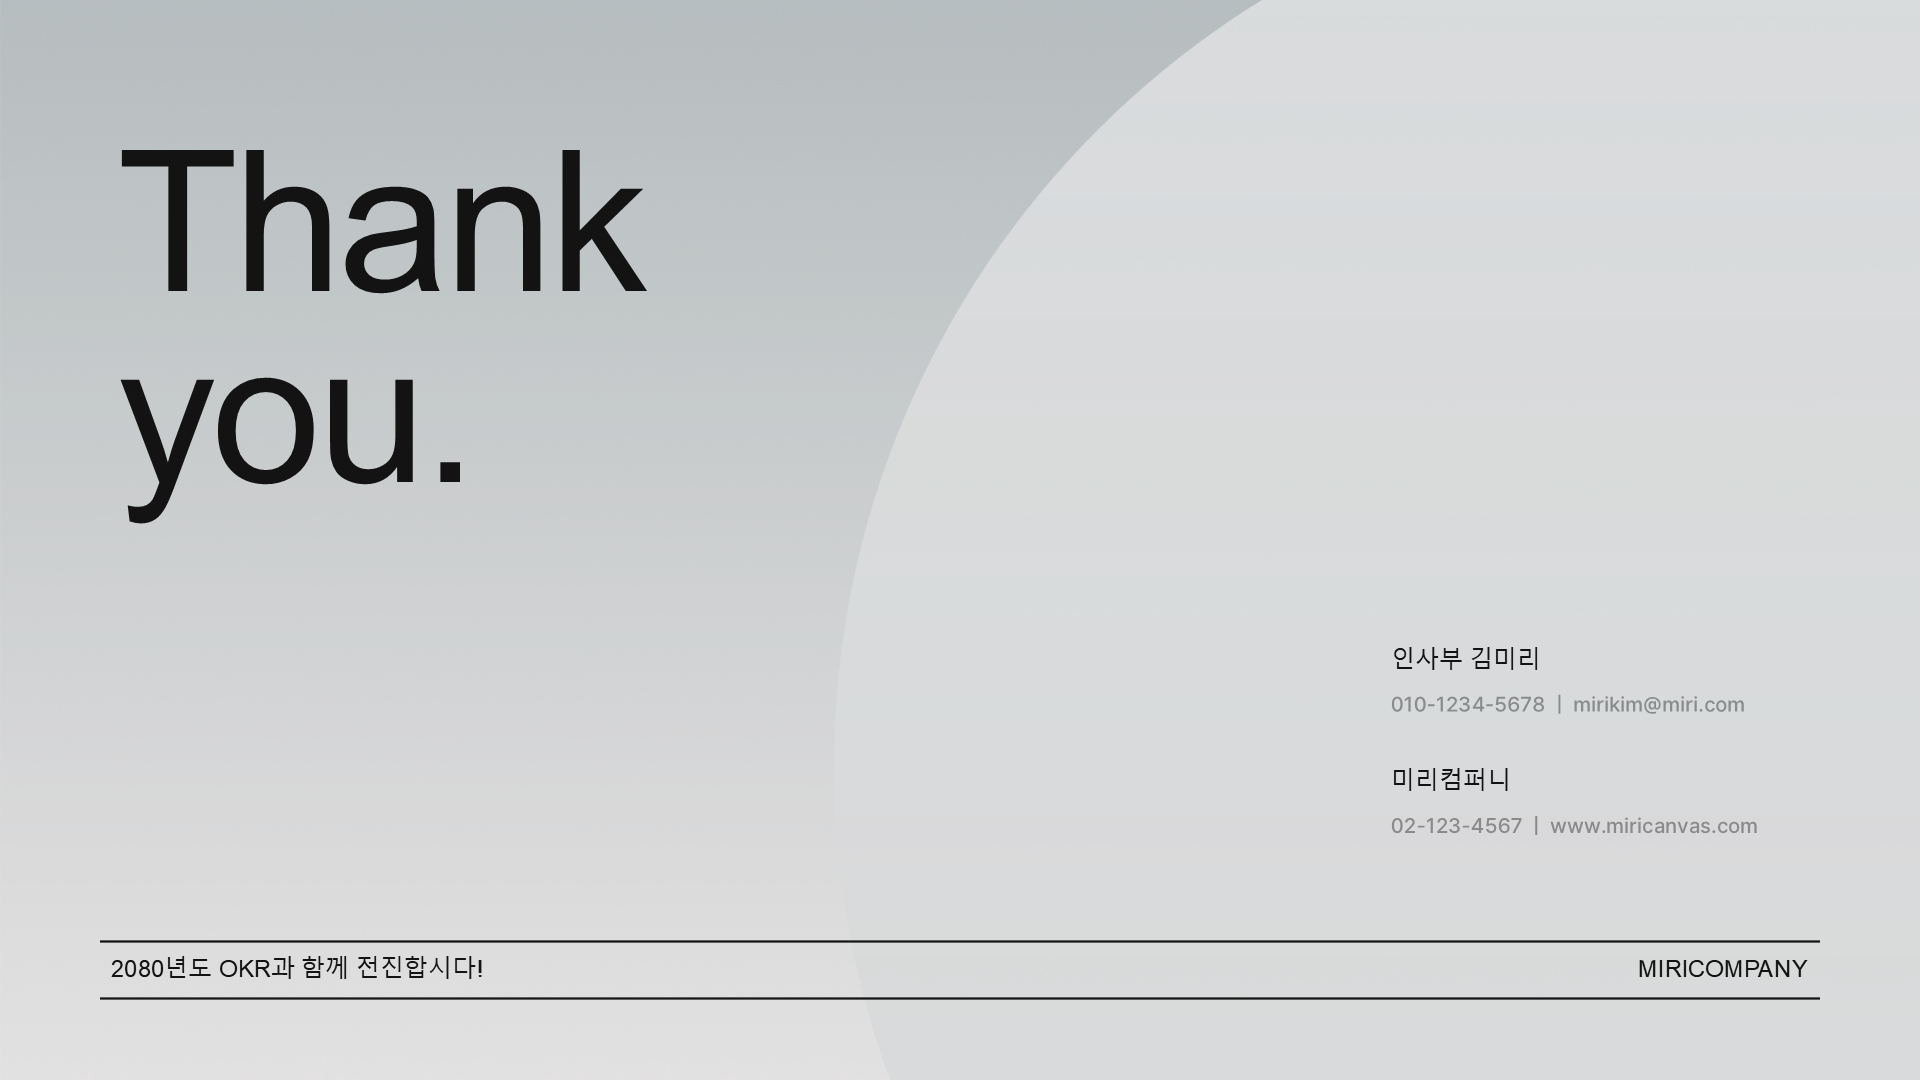 Thank
you.
인사부 김미리
010-1234-5678 | mirikim@miri.com
미리컴퍼니
02-123-4567 | www.miricanvas.com
2080년도 OKR과 함께 전진합시다!
MIRICOMPANY